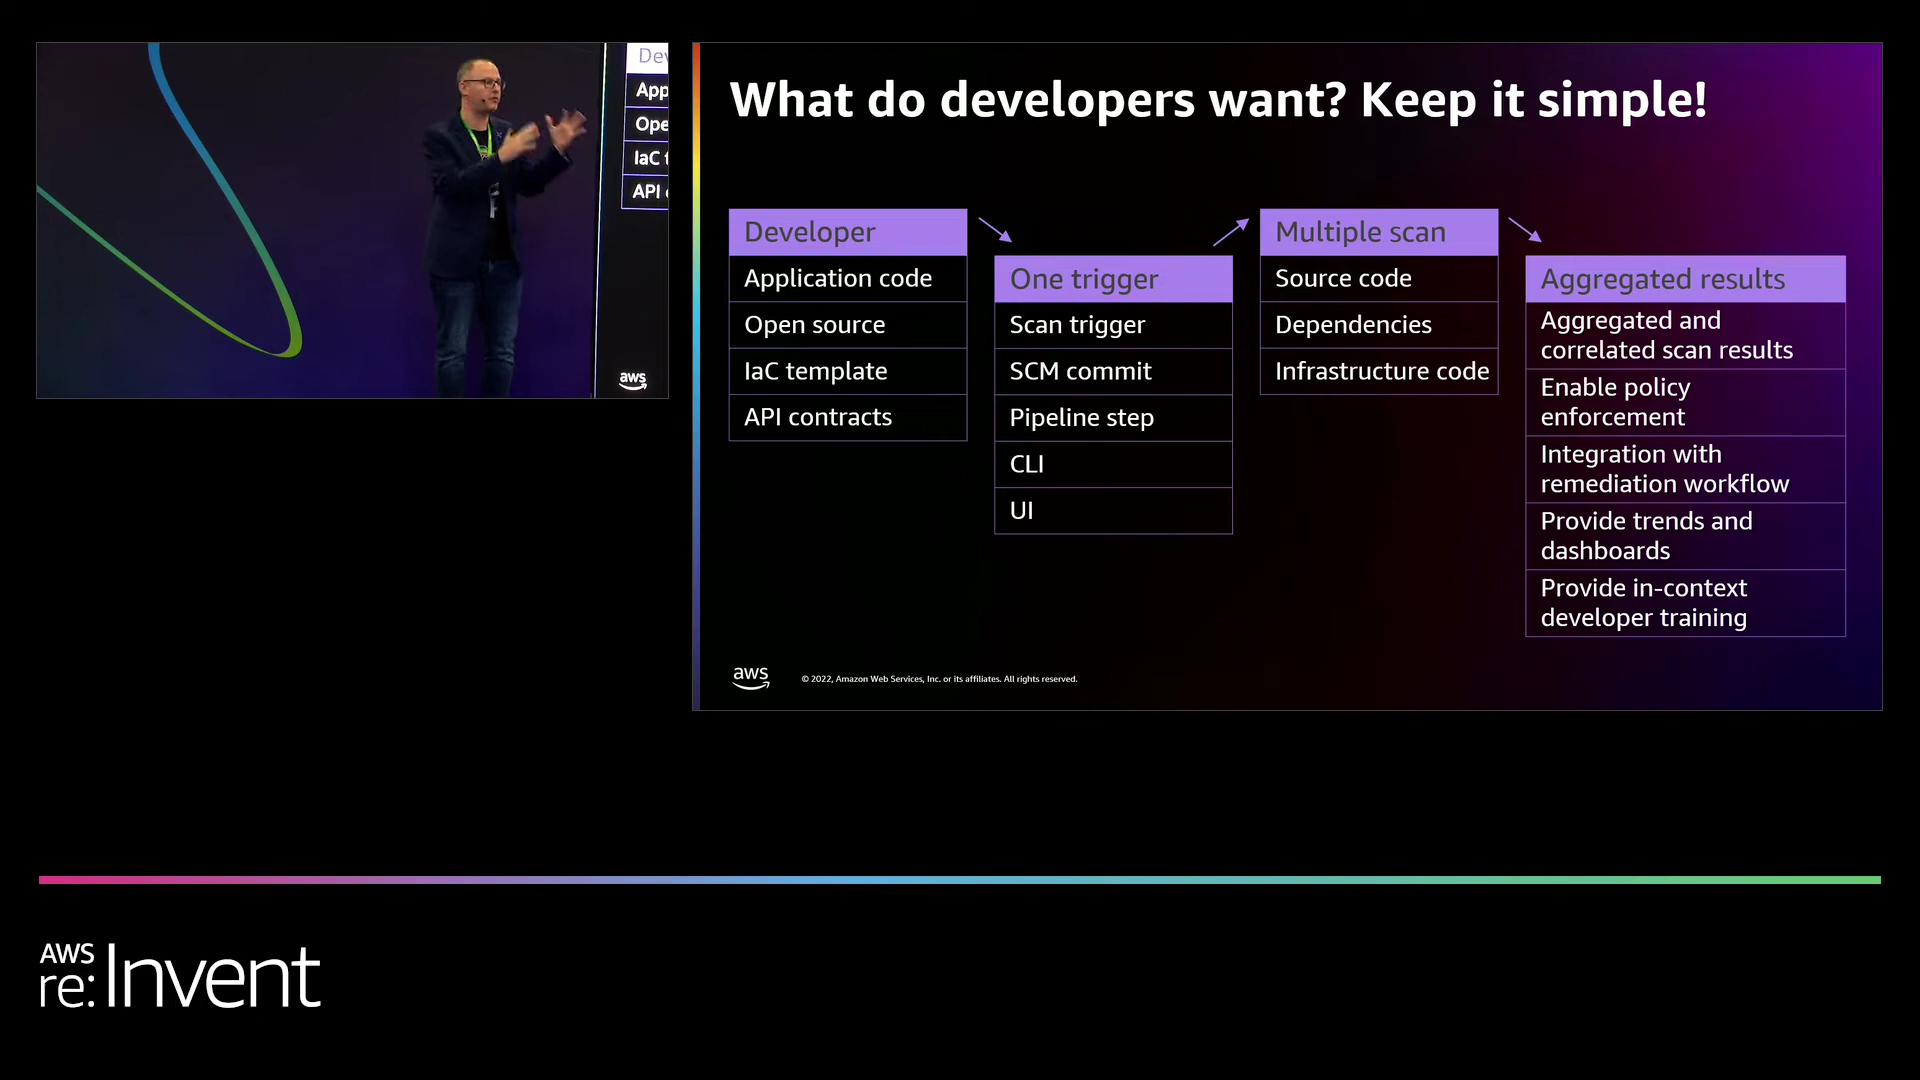 Dev
App
Ope
IaC t
API
aws
What do developers want? Keep it simple!
Developer
Application code
Open source
IaC template
API contracts
One trigger
Scan trigger
SCM commit
Pipeline step
CLI
UI
Multiple scan
Source code
Dependencies
Infrastructure code
Aggregated results
Aggregated and
correlated scan results
Enable policy
enforcement
Integration with
remediation workflow
Provide trends and
dashboards
Provide in-context
developer training
aws
© 2022, Amazon Web Services, Inc. or its affiliates. All rights reserved.
AWS
re:Invent